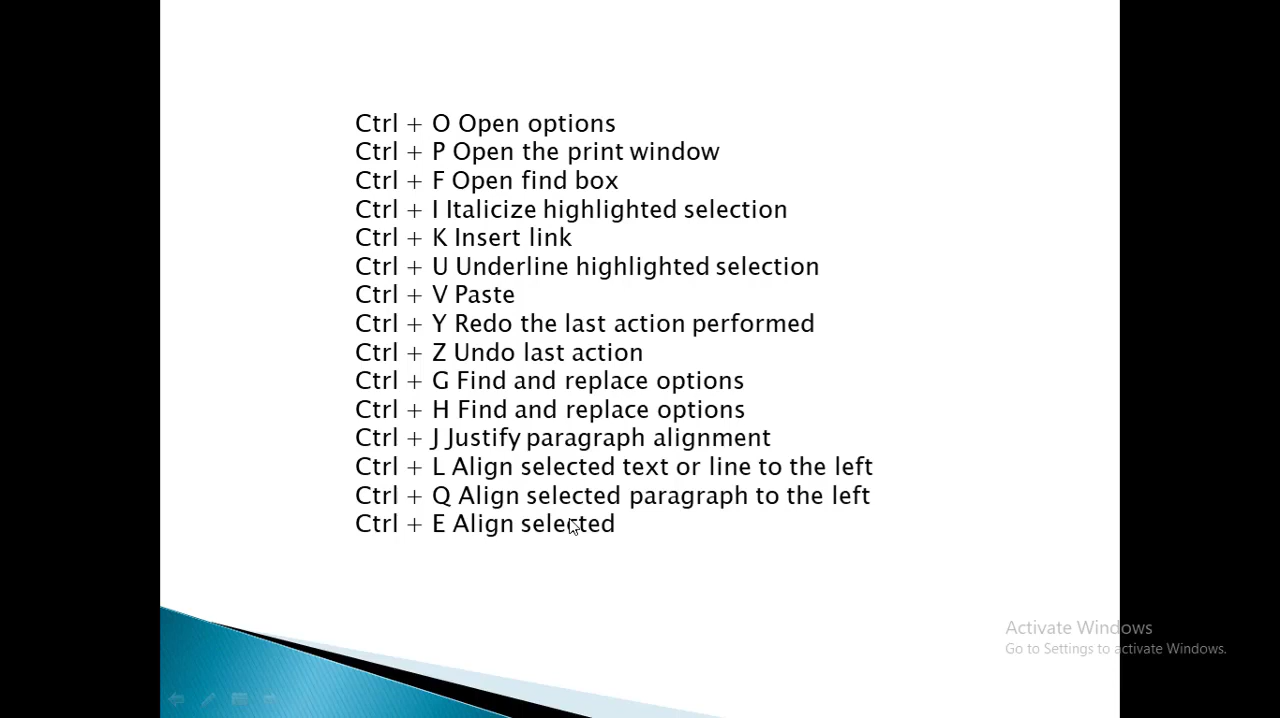 Ctrl + O Open options
Ctrl + P Open the print window
Ctrl + F Open find box
Ctrl + I Italicize highlighted selection
Ctrl + K Insert link
Ctrl + U Underline highlighted selection
Ctrl + V Paste
Ctrl + Y Redo the last action performed
Ctrl + Z Undo last action
Ctrl + G Find and replace options
Ctrl + H Find and replace options
Ctrl + J Justify paragraph alignment
Ctrl + L Align selected text or line to the left
Ctrl + Q Align selected paragraph to the left
Ctrl + E Align selected
Activate Windows
Go to Settings to activate Windows.